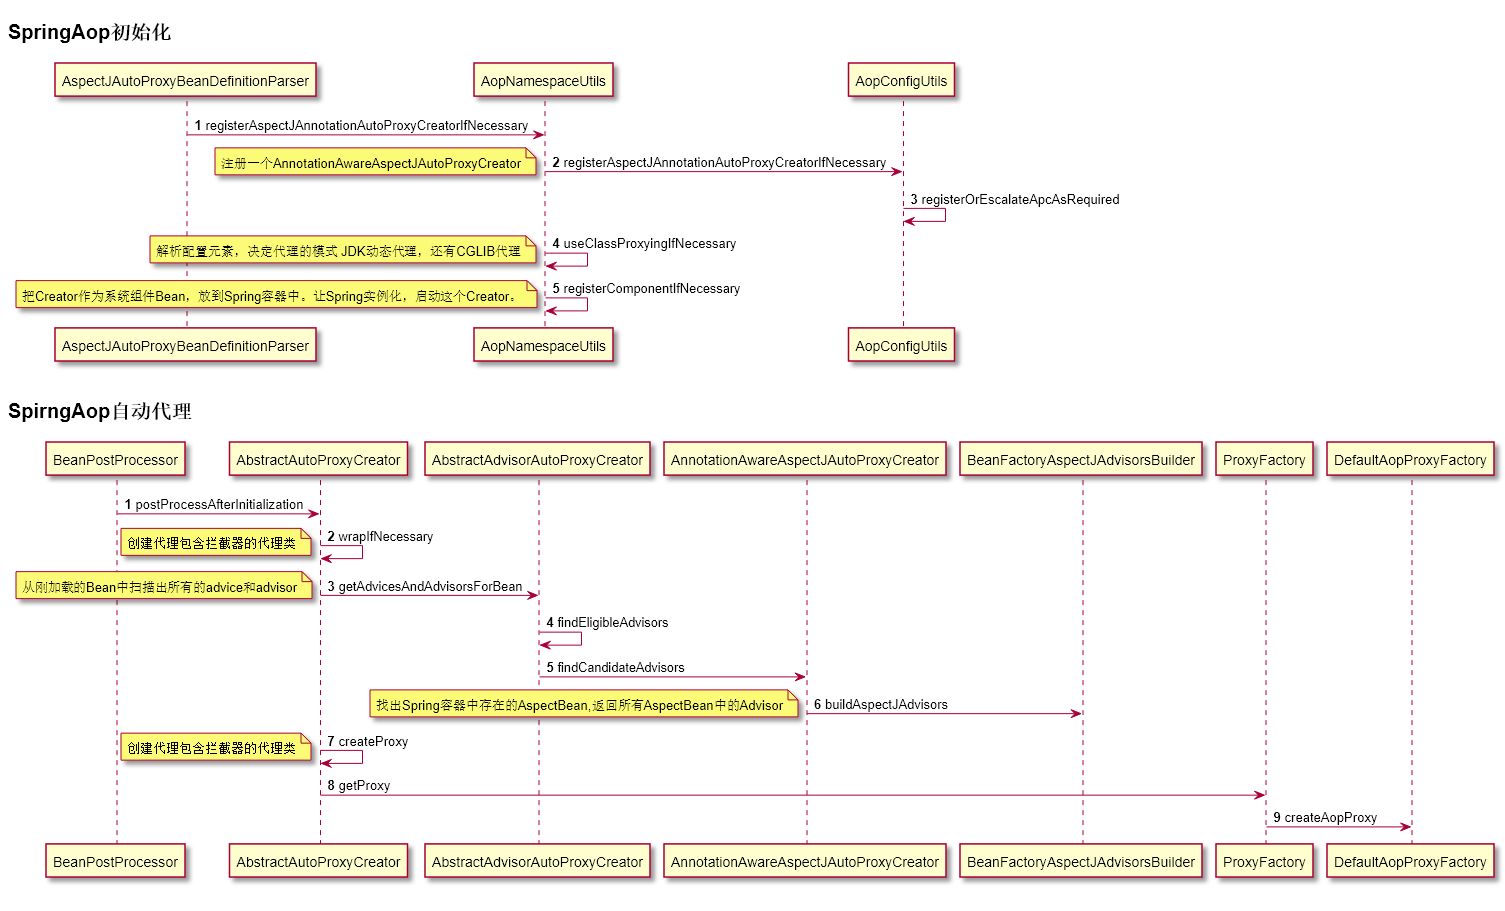 SpringAop初始化
AspectJAutoProxyBeanDefinitionParser
AopNamespaceUtils
AopConfigUtils
1 registerAspectJAnnotationAutoProxyCreatorIfNecessary
注册一个AnnotationAwareAspectJAutoProxyCreator
2 registerAspectJAnnotationAutoProxyCreatorIfNecessary
3 registerOrEscalateApcAsRequired
解析配置元素，决定代理的模式 JDK动态代理，还有CGLIB代理
4 useClassProxyingIfNecessary
把Creator作为系统组件Bean，放到Spring容器中。让Spring实例化，启动这个Creator。
5 registerComponentIfNecessary
AspectJAutoProxyBeanDefinitionParser
AopNamespaceUtils
AopConfigUtils
SpirngAop自动代理
BeanPostProcessor
AbstractAutoProxyCreator
AbstractAdvisorAutoProxyCreator
AnnotationAwareAspectJAutoProxyCreator
BeanFactoryAspectJAdvisorsBuilder
ProxyFactory
DefaultAopProxyFactory
1 postProcessAfterInitialization
创建代理包含拦截器的代理类
2 wrapIfNecessary
从刚加载的Bean中扫描出所有的advice和advisor
3 getAdvicesAndAdvisorsForBean
4 findEligibleAdvisors
5 findCandidateAdvisors
找出Spring容器中存在的AspectBean,返回所有AspectBean中的Advisor
6 buildAspectJAdvisors
创建代理包含拦截器的代理类
7 createProxy
8 getProxy
9 createAopProxy
BeanPostProcessor
AbstractAutoProxyCreator
AbstractAdvisorAutoProxyCreator
AnnotationAwareAspectJAutoProxyCreator
BeanFactoryAspectJAdvisorsBuilder
ProxyFactory
DefaultAopProxyFactory